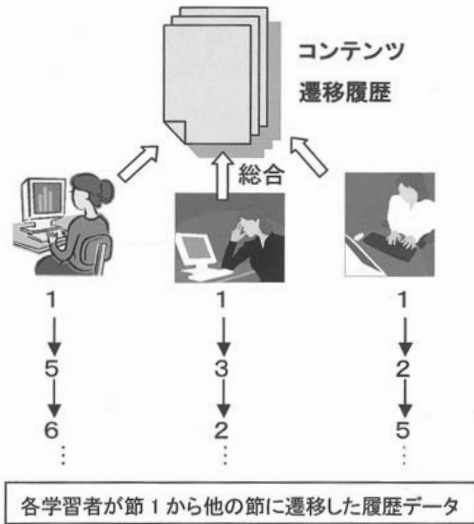 コンテンツ
遷移履歴
総合
1 1 1
5 3 2
6 2 5
⋮ ⋮ ⋮
各学習者が節1から他の節に遷移した履歴データ